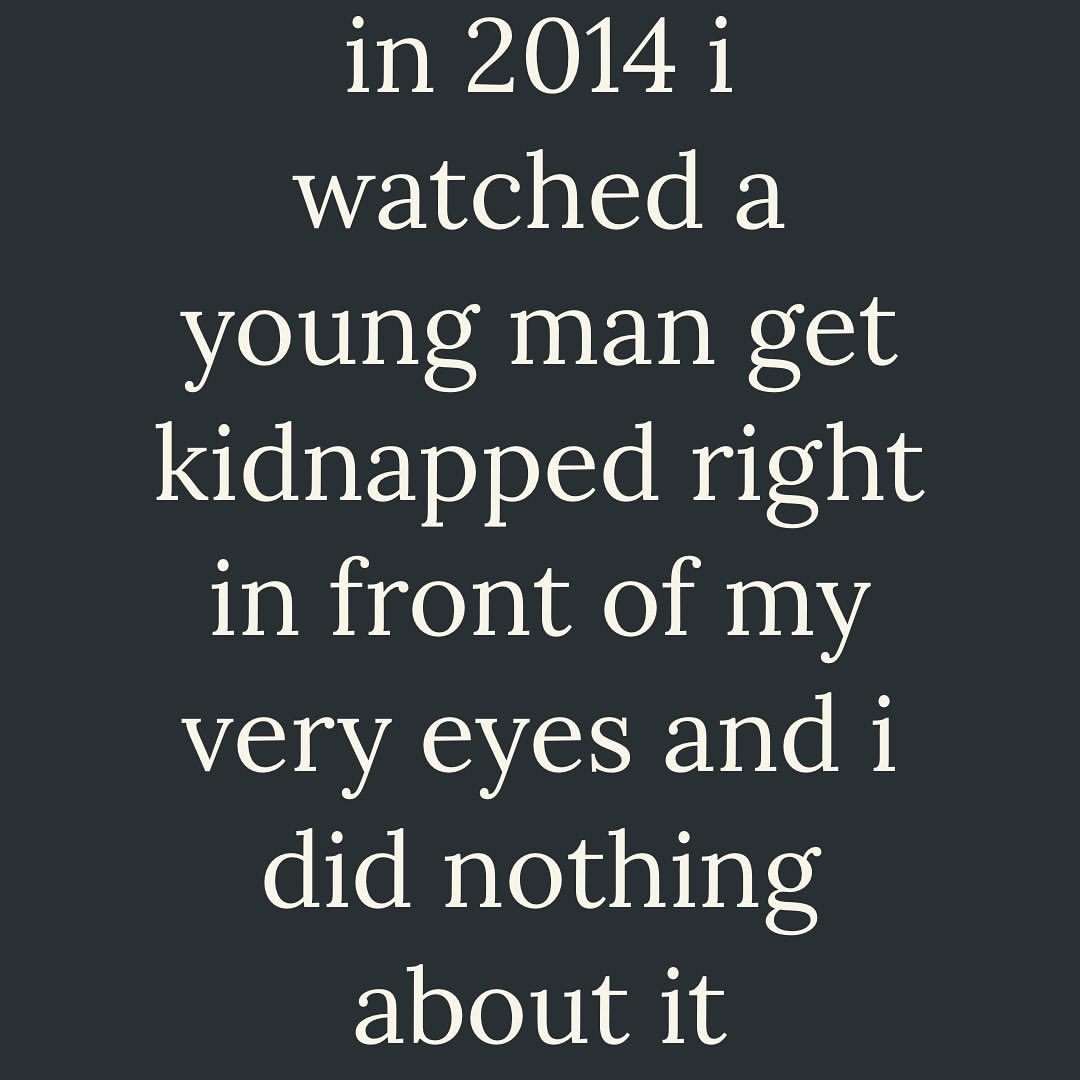 in 2014 i
watched a
young man get
kidnapped right
in front of my
very eyes and i
did nothing
about it